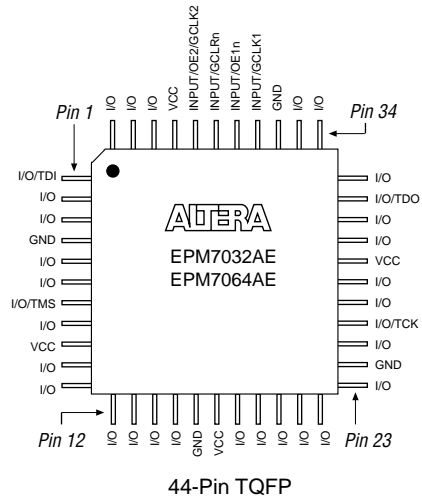 I/O
I/O
I/O
VCC
INPUT/OE2/GCLK2
INPUT/GCLRn
INPUT/OE1n
INPUT/GCLK1
GND
I/O
I/O
Pin 1
Pin 34
I/O/TDI
I/O
I/O
GND
I/O
I/O
I/O/TMS
I/O
VCC
I/O
I/O
ALTERA
EPM7032AE
EPM7064AE
I/O
I/O/TDO
I/O
I/O
VCC
I/O
I/O
I/O/TCK
I/O
GND
I/O
Pin 12
I/O
I/O
I/O
I/O
GND
VCC
I/O
I/O
I/O
I/O
I/O
Pin 23
44-Pin TQFP